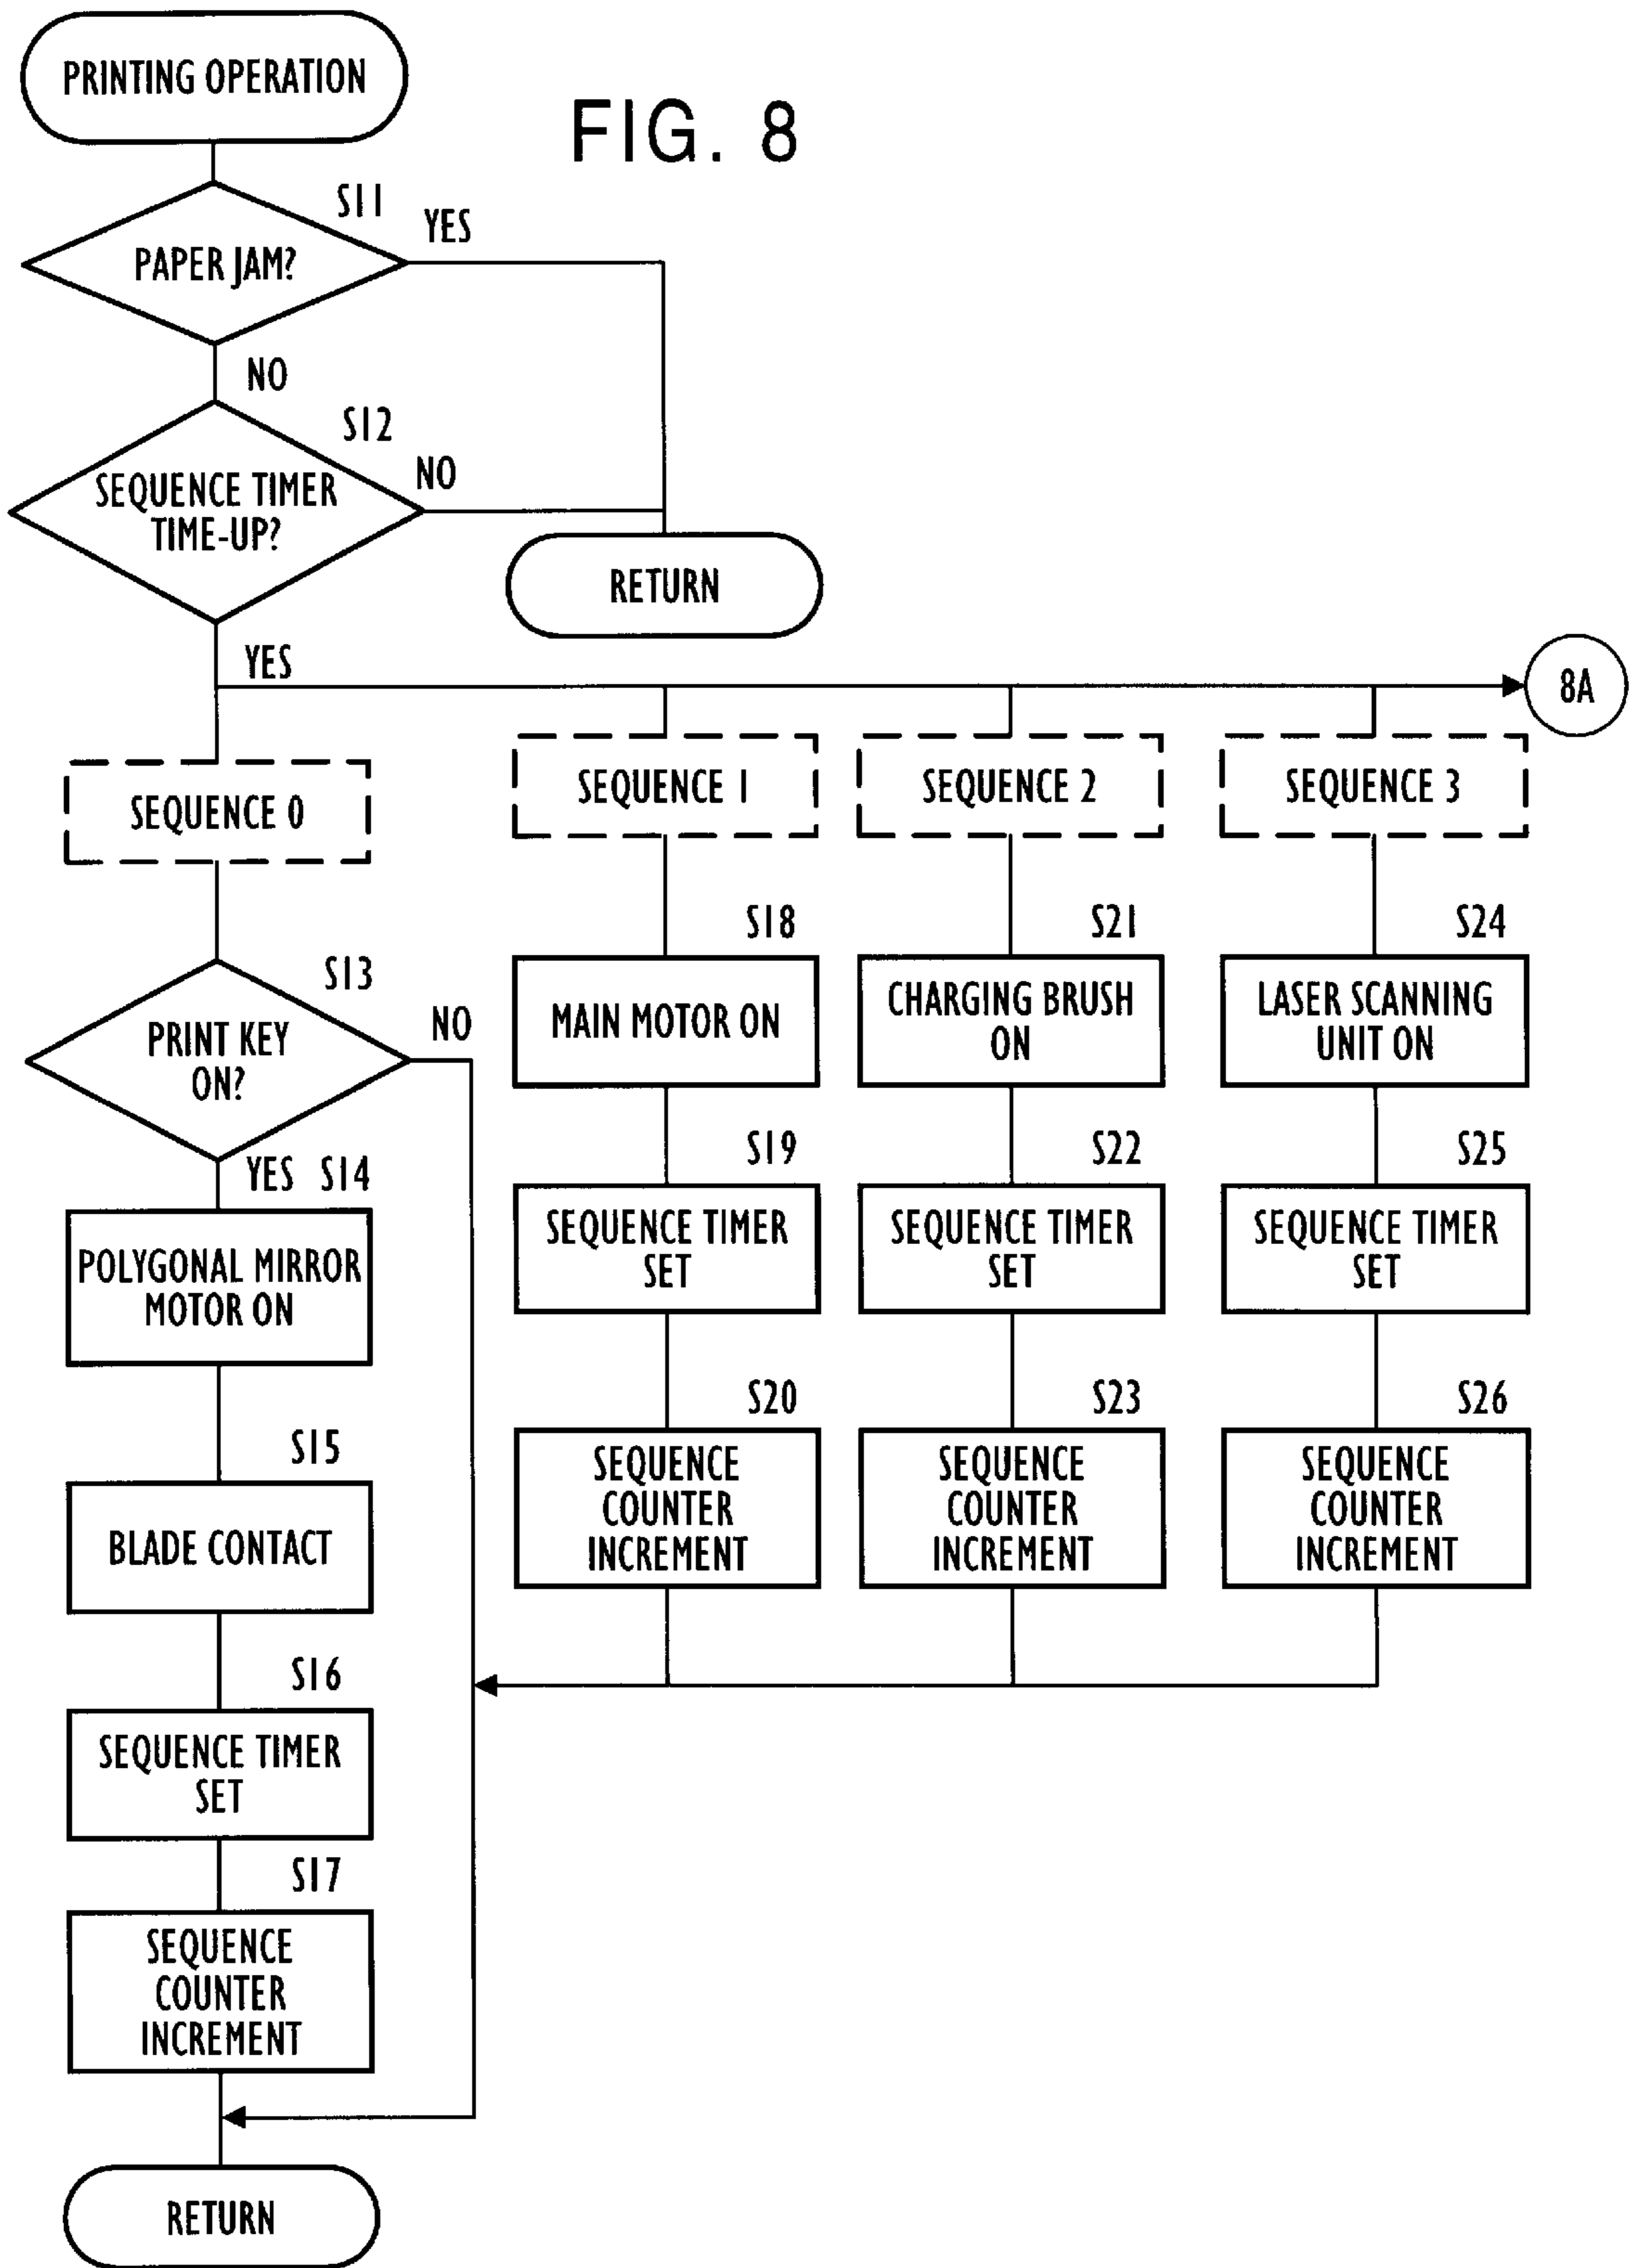 PRINTING OPERATION
FIG. 8
S11
YES
PAPER JAM?
NO
S12
NO
SEQUENCE TIMER
TIME-UP?
RETURN
YES
8A
SEQUENCE 0
SEQUENCE 1
SEQUENCE 2
SEQUENCE 3
S13
NO
PRINT KEY
ON?
YES S14
POLYGONAL MIRROR
MOTOR ON
S15
BLADE CONTACT
S16
SEQUENCE TIMER
SET
S17
SEQUENCE
COUNTER
INCREMENT
RETURN
S18
MAIN MOTOR ON
S19
SEQUENCE TIMER
SET
S20
SEQUENCE
COUNTER
INCREMENT
S21
CHARGING BRUSH
ON
S22
SEQUENCE TIMER
SET
S23
SEQUENCE
COUNTER
INCREMENT
S24
LASER SCANNING
UNIT ON
S25
SEQUENCE TIMER
SET
S26
SEQUENCE
COUNTER
INCREMENT